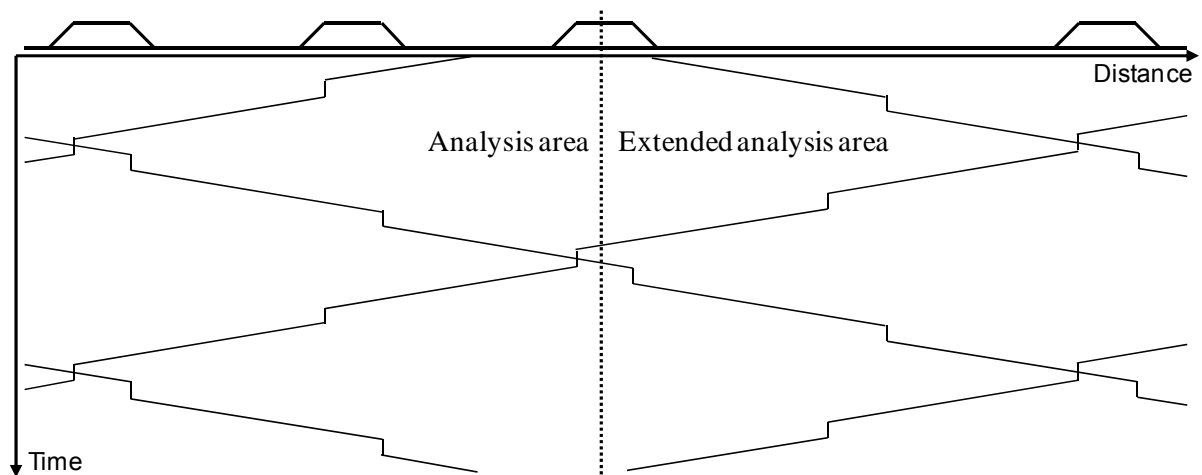 Distance
Analysis area
Extended analysis area
Time